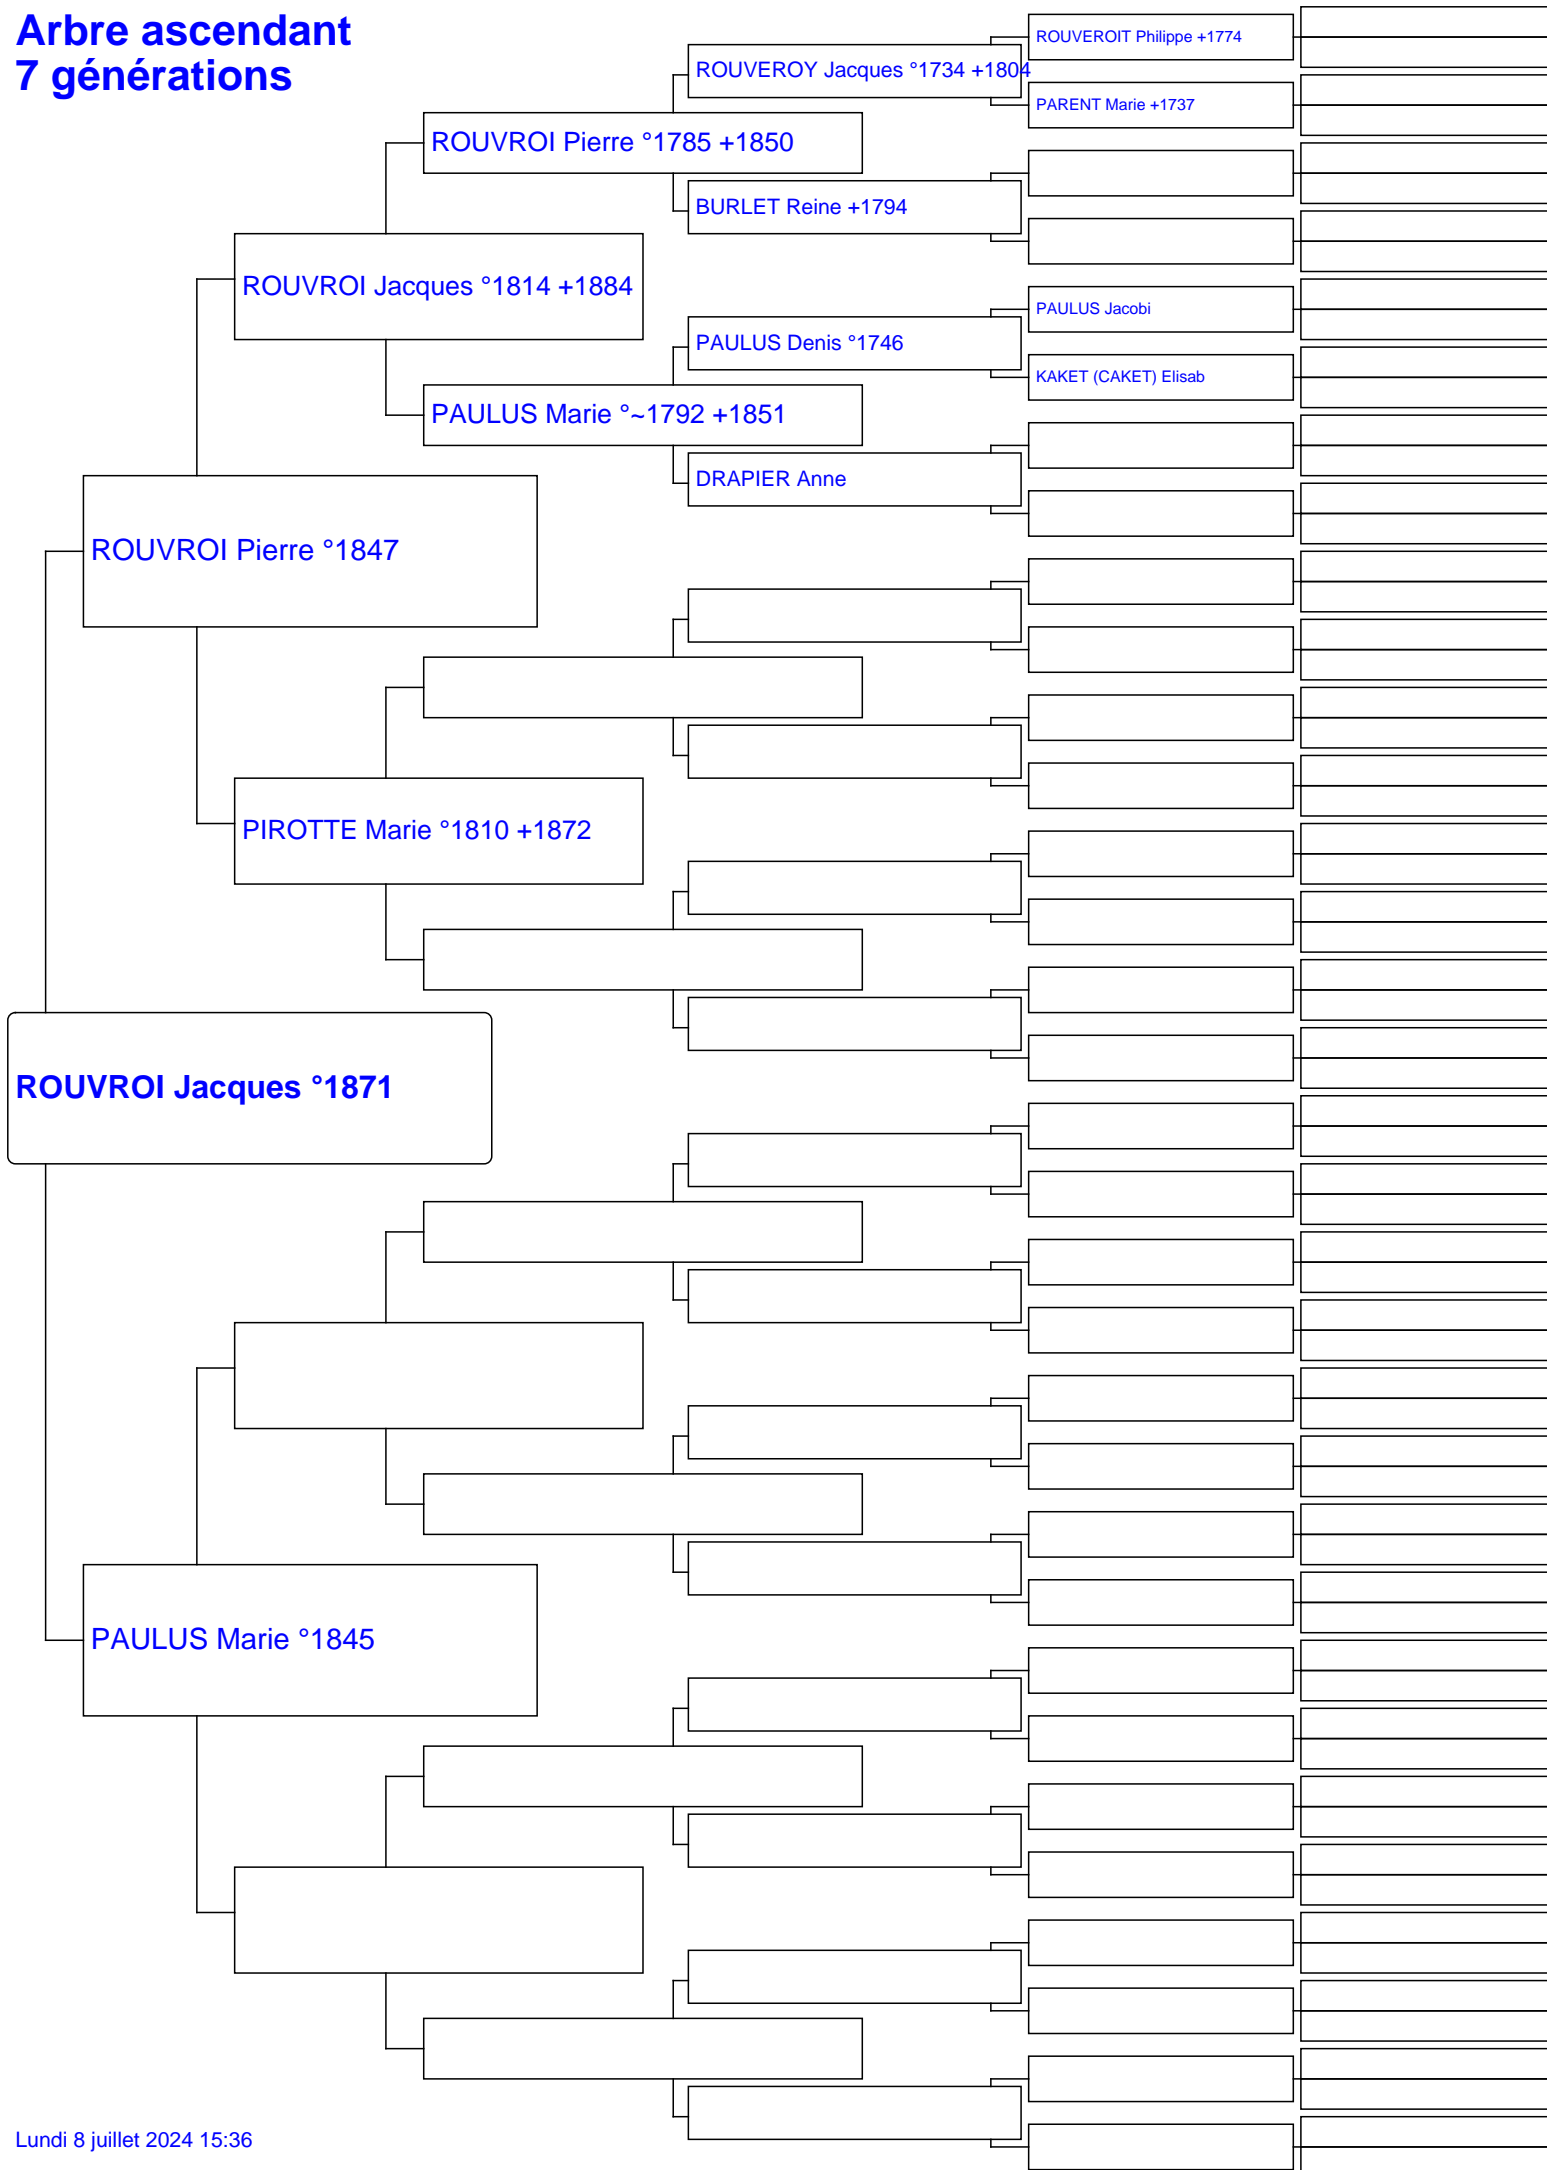 Arbre ascendant
7 générations
ROUVEROIT Philippe +1774
ROUVEROY Jacques °1734 +1804
PARENT Marie +1737
ROUVROI Pierre °1785 +1850
BURLET Reine +1794
ROUVROI Jacques °1814 +1884
PAULUS Jacobi
PAULUS Denis °1746
KAKET (CAKET) Elisab
PAULUS Marie °~1792 +1851
DRAPIER Anne
ROUVROI Pierre °1847
PIROTTE Marie °1810 +1872
ROUVROI Jacques °1871
PAULUS Marie °1845
Lundi 8 juillet 2024 15:36